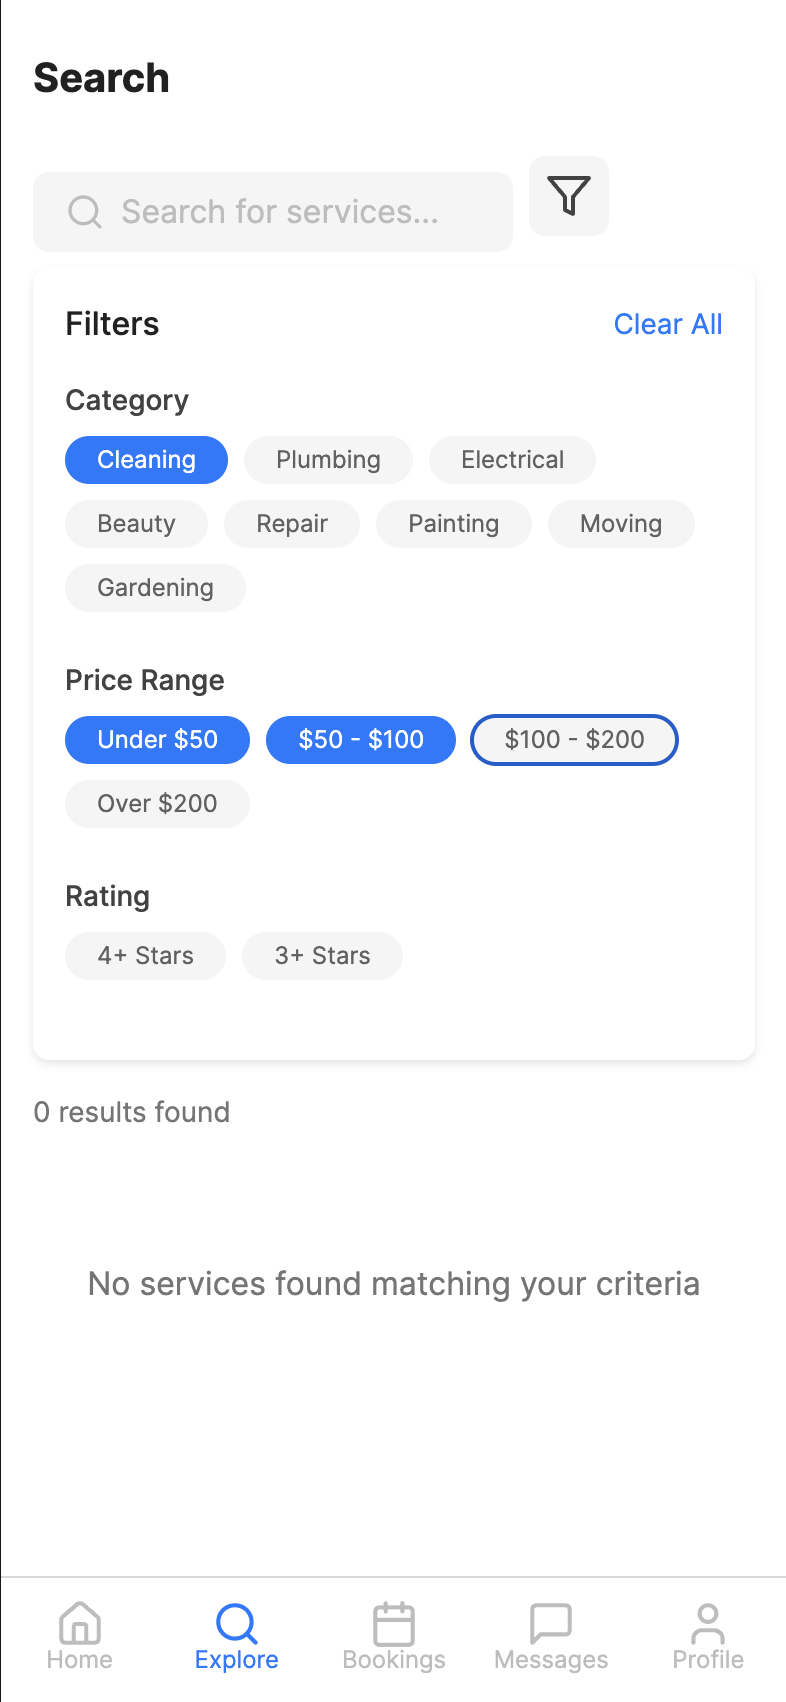 Search
Search for services...
Filters Clear All
Category
Cleaning Plumbing Electrical
Beauty Repair Painting Moving
Gardening
Price Range
Under $50 $50 - $100 $100 - $200
Over $200
Rating
4+ Stars 3+ Stars
0 results found
No services found matching your criteria
Home Explore Bookings Messages Profile